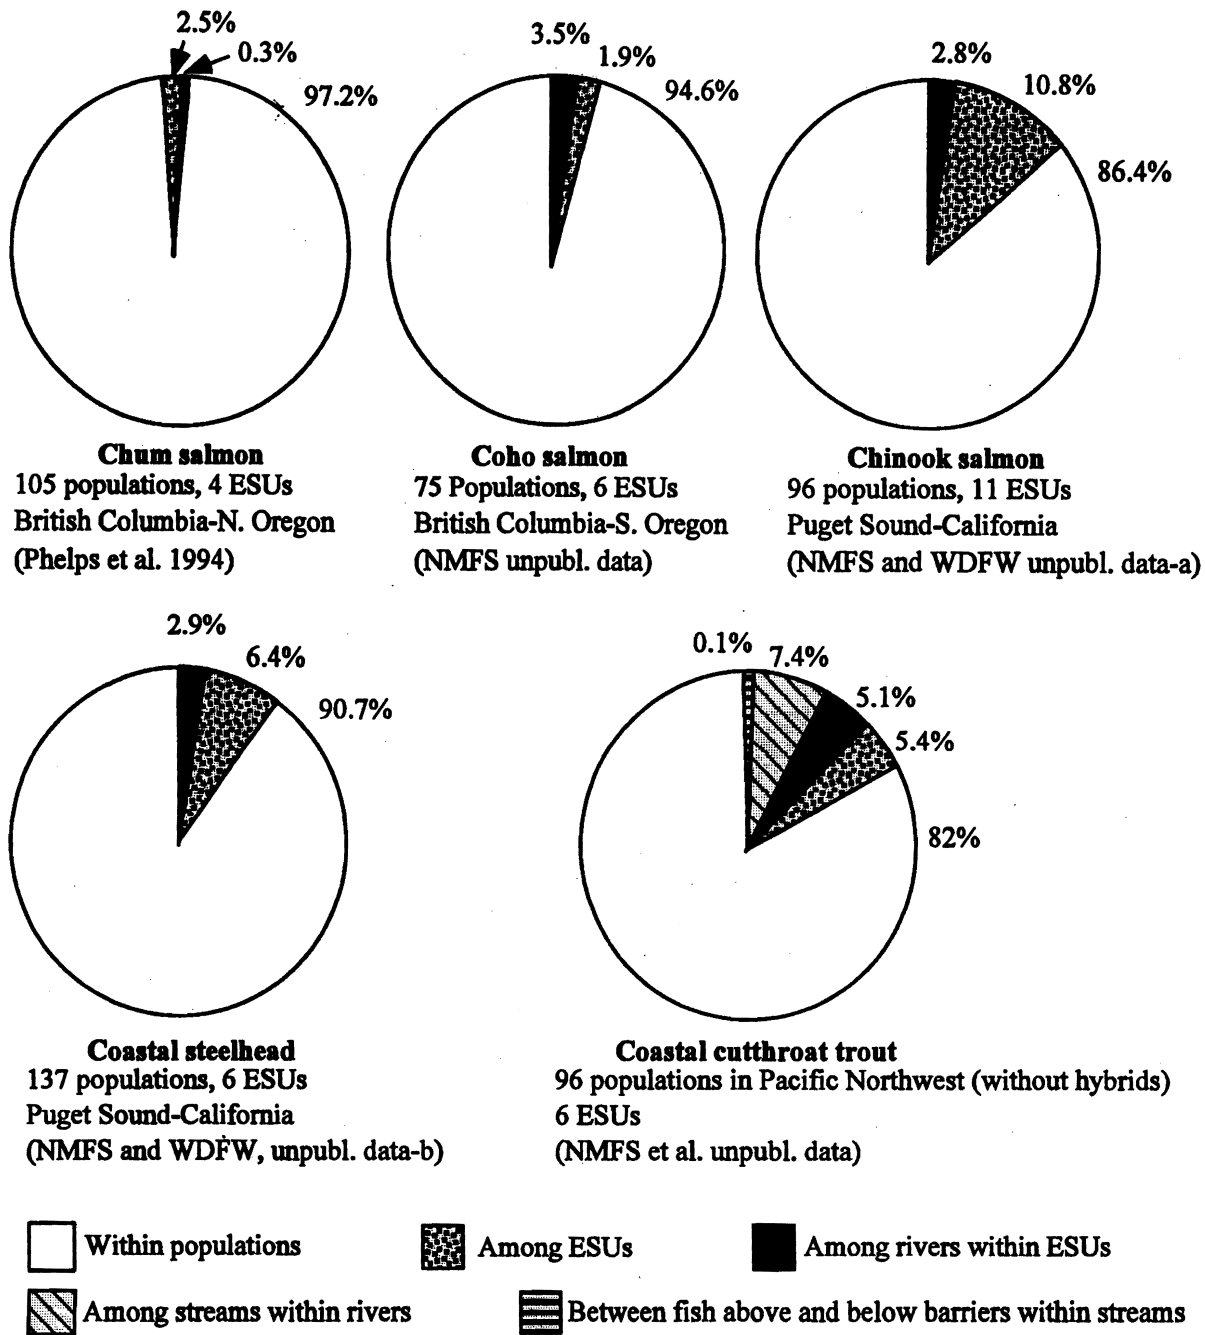 2.5%
0.3%
97.2%
3.5%
1.9%
94.6%
2.8%
10.8%
86.4%
Chum salmon
105 populations, 4 ESUs
British Columbia-N. Oregon
(Phelps et al. 1994)
Coho salmon
75 Populations, 6 ESUs
British Columbia-S. Oregon
(NMFS unpubl. data)
Chinook salmon
96 populations, 11 ESUs
Puget Sound-California
(NMFS and WDFW unpubl. data-a)
2.9%
6.4%
90.7%
0.1%
7.4%
5.1%
5.4%
82%
Coastal steelhead
137 populations, 6 ESUs
Puget Sound-California
(NMFS and WDFW, unpubl. data-b)
Coastal cutthroat trout
96 populations in Pacific Northwest (without hybrids)
6 ESUs
(NMFS et al. unpubl. data)
Within populations
Among ESUs
Among rivers within ESUs
Among streams within rivers
Between fish above and below barriers within streams